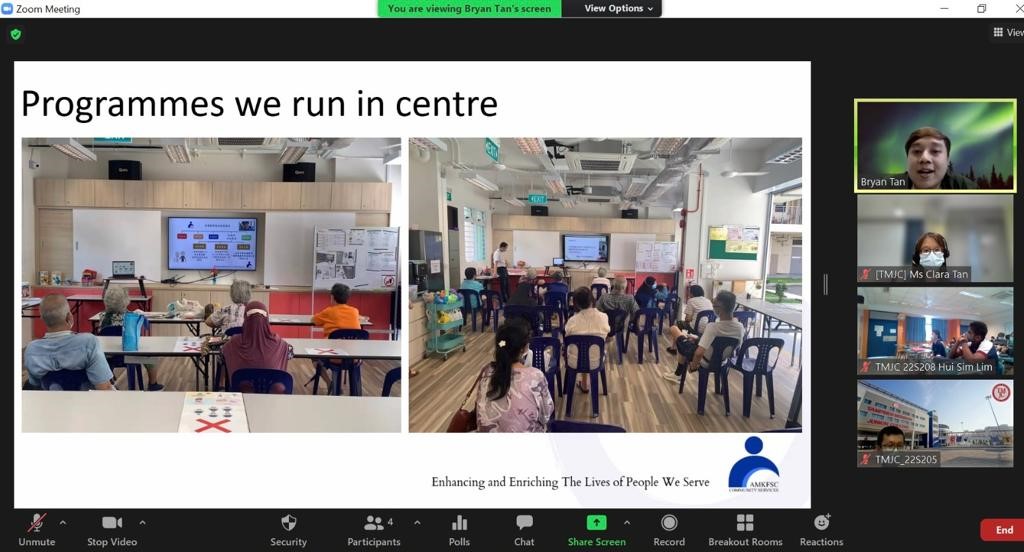 Zoom Meeting
You are viewing Bryan Tan's screen
View Options
View
Programmes we run in centre
EXIT
EXIT
Bryan Tan
[TMJC] Ms Clara Tan
TMJC 22S208 Hui Sim Lim
TMJC_22S205
Enhancing and Enriching The Lives of People We Serve
AMKFSC
COMMUNITY SERVICES
Unmute
Stop Video
Security
Participants
4
Polls
Chat
Share Screen
Record
Breakout Rooms
Reactions
End